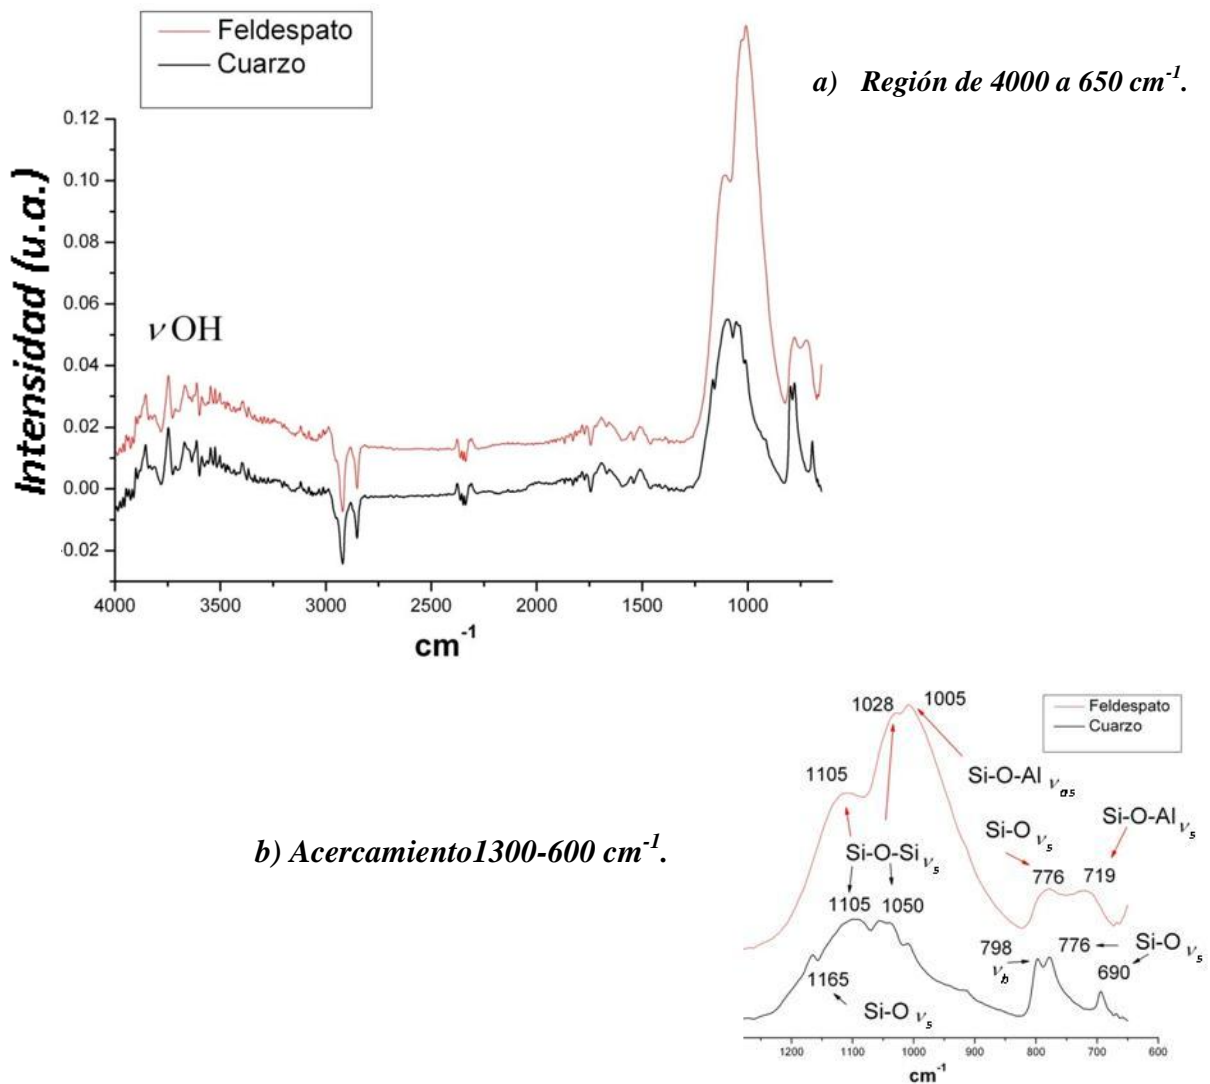 Feldespato
Cuarzo
a) Región de 4000 a 650 cm-1.
0.12
0.10
0.08
0.06
0.04
0.02
0.00
-0.02
Intensidad (u.a.)
ν OH
4000 3500 3000 2500 2000 1500 1000
cm-1
Feldespato
Cuarzo
1028 1005
1105
Si-O-Al νas
Si-O νs
Si-O-Al νs
b) Acercamiento1300-600 cm-1.
Si-O-Si νs
776 719
1105 1050
798 776 Si-O νs
νb
690
1165
Si-O νs
1200 1100 1000 900 800 700 600
cm-1